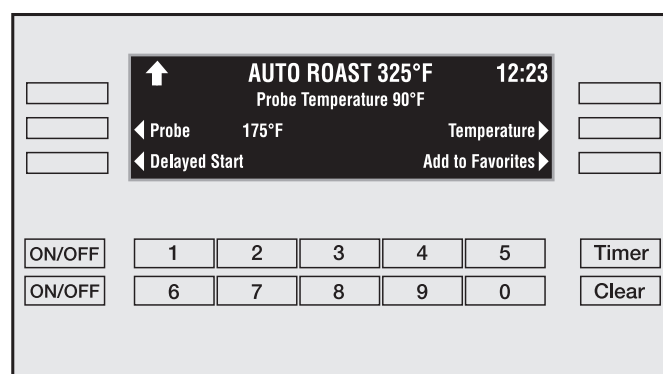 AUTO ROAST 325°F 12:23
Probe Temperature 90°F
Probe 175°F Temperature
Delayed Start Add to Favorites
ON/OFF 1 2 3 4 5 Timer
ON/OFF 6 7 8 9 0 Clear